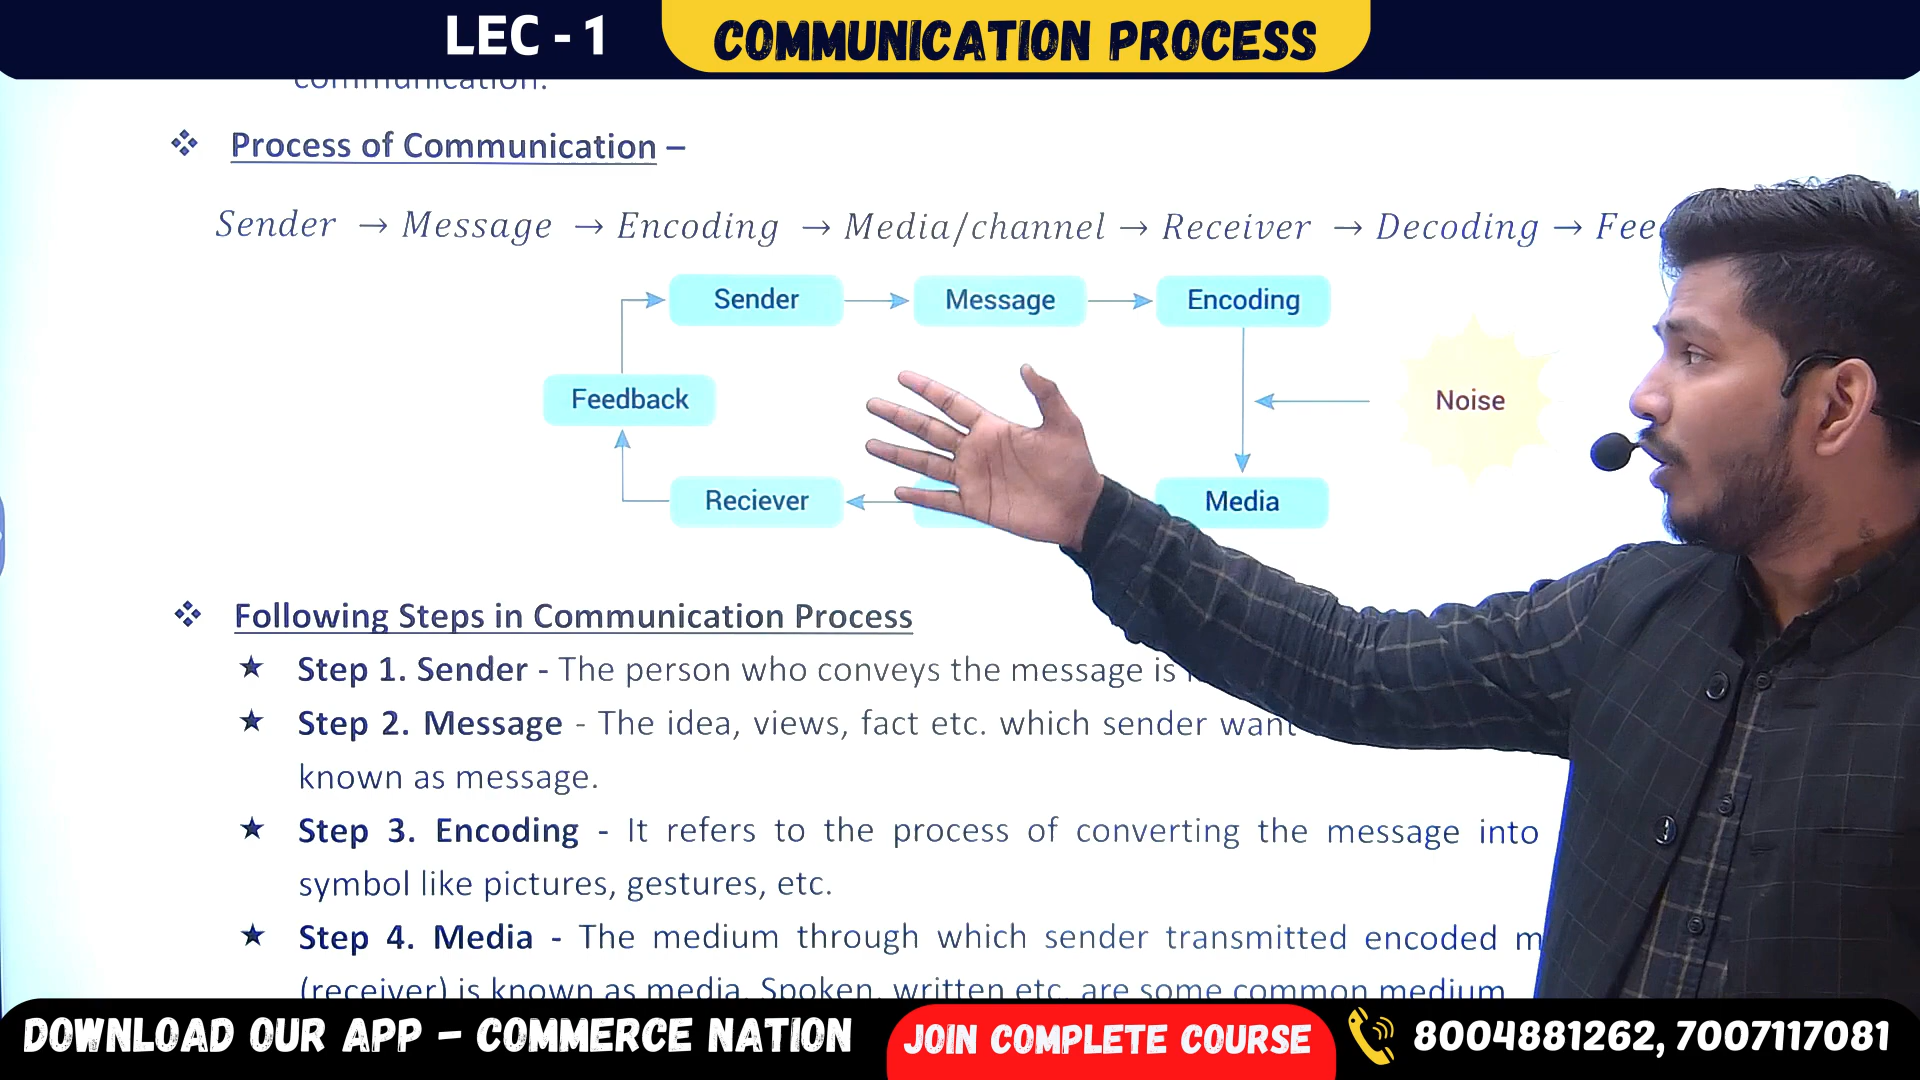 LEC - 1
COMMUNICATION PROCESS
communication.
Process of Communication –
Sender → Message → Encoding → Media/channel → Receiver → Decoding →
Sender
Message
Encoding
Feedback
Noise
Reciever
Media
Following Steps in Communication Process
★ Step 1. Sender - The person who conveys the message is
★ Step 2. Message - The idea, views, fact etc. which sender want
known as message.
★ Step 3. Encoding - It refers to the process of converting the message into
symbol like pictures, gestures, etc.
★ Step 4. Media - The medium through which sender transmitted encoded
(receiver) is known as media. Spoken, written etc. are some common medium
DOWNLOAD OUR APP – COMMERCE NATION
JOIN COMPLETE COURSE
8004881262, 7007117081